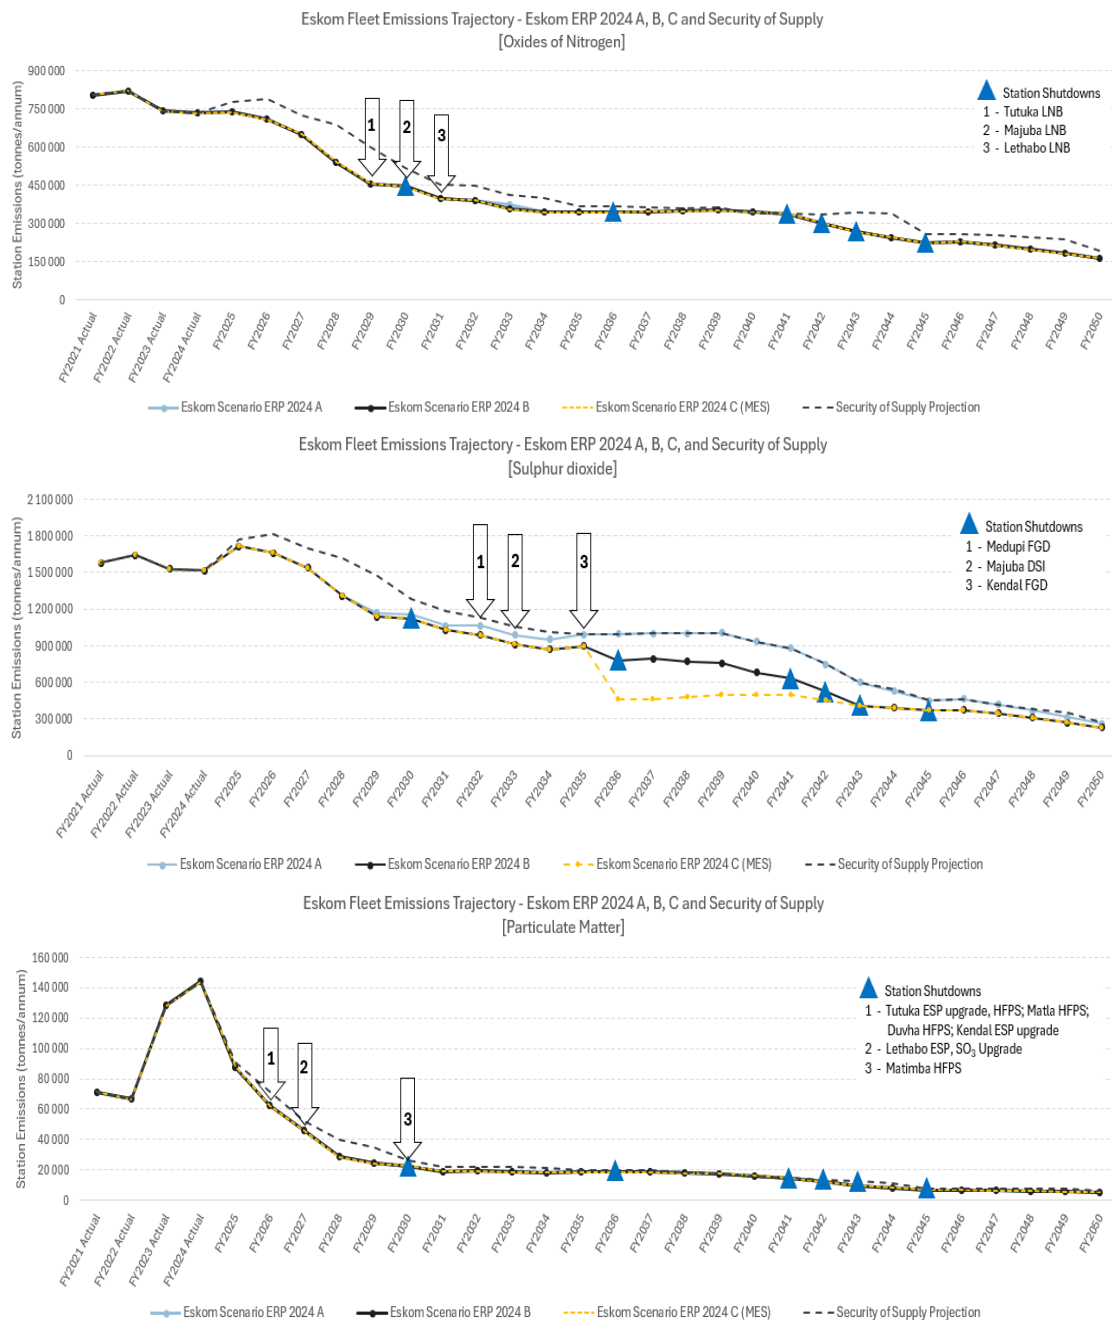 Eskom Fleet Emissions Trajectory - Eskom ERP 2024 A, B, C and Security of Supply
[Oxides of Nitrogen]
Station Emissions (tonnes/annum)
900 000
750 000
600 000
450 000
300 000
150 000
0
1
2
3
Station Shutdowns
1 - Tutuka LNB
2 - Majuba LNB
3 - Lethabo LNB
FY2021 Actual
FY2022 Actual
FY2023 Actual
FY2024 Actual
FY2025
FY2026
FY2027
FY2028
FY2029
FY2030
FY2031
FY2032
FY2033
FY2034
FY2035
FY2036
FY2037
FY2038
FY2039
FY2040
FY2041
FY2042
FY2043
FY2044
FY2045
FY2046
FY2047
FY2048
FY2049
FY2050
Eskom Scenario ERP 2024 A
Eskom Scenario ERP 2024 B
Eskom Scenario ERP 2024 C (MES)
Security of Supply Projection
Eskom Fleet Emissions Trajectory - Eskom ERP 2024 A, B, C, and Security of Supply
[Sulphur dioxide]
Station Emissions (tonnes/annum)
2 100 000
1 800 000
1 500 000
1 200 000
900 000
600 000
300 000
0
1
2
3
Station Shutdowns
1 - Medupi FGD
2 - Majuba DSI
3 - Kendal FGD
FY2021 Actual
FY2022 Actual
FY2023 Actual
FY2024 Actual
FY2025
FY2026
FY2027
FY2028
FY2029
FY2030
FY2031
FY2032
FY2033
FY2034
FY2035
FY2036
FY2037
FY2038
FY2039
FY2040
FY2041
FY2042
FY2043
FY2044
FY2045
FY2046
FY2047
FY2048
FY2049
FY2050
Eskom Scenario ERP 2024 A
Eskom Scenario ERP 2024 B
Eskom Scenario ERP 2024 C (MES)
Security of Supply Projection
Eskom Fleet Emissions Trajectory - Eskom ERP 2024 A, B, C and Security of Supply
[Particulate Matter]
Station Emissions (tonnes/annum)
160 000
140 000
120 000
100 000
80 000
60 000
40 000
20 000
0
1
2
3
Station Shutdowns
1 - Tutuka ESP upgrade, HFPS; Matla HFPS;
Duvha HFPS; Kendal ESP upgrade
2 - Lethabo ESP, SO3 Upgrade
3 - Matimba HFPS
FY2021 Actual
FY2022 Actual
FY2023 Actual
FY2024 Actual
FY2025
FY2026
FY2027
FY2028
FY2029
FY2030
FY2031
FY2032
FY2033
FY2034
FY2035
FY2036
FY2037
FY2038
FY2039
FY2040
FY2041
FY2042
FY2043
FY2044
FY2045
FY2046
FY2047
FY2048
FY2049
FY2050
Eskom Scenario ERP 2024 A
Eskom Scenario ERP 2024 B
Eskom Scenario ERP 2024 C (MES)
Security of Supply Projection